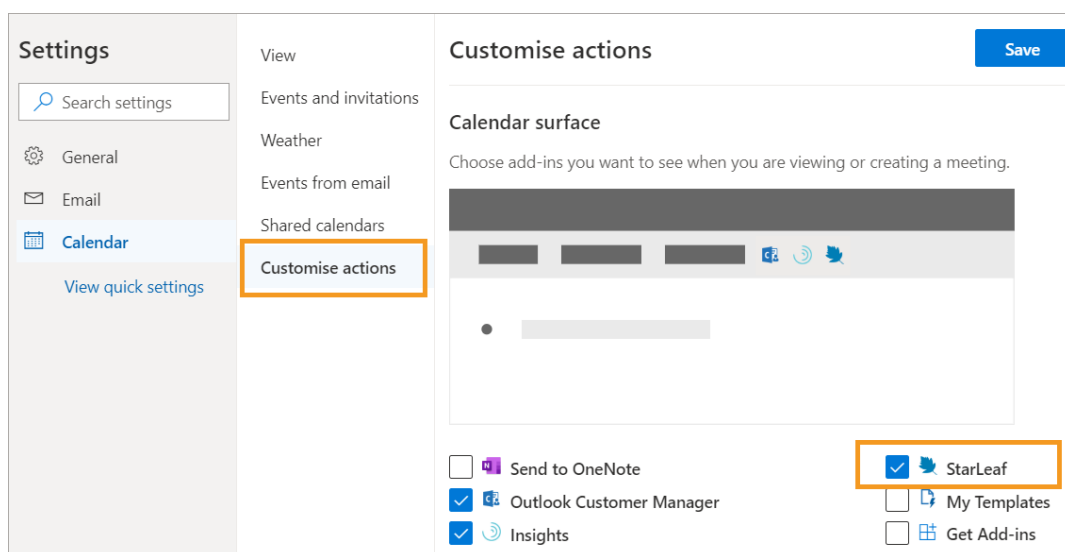 Settings
Search settings
General
Email
Calendar
View quick settings
View
Events and invitations
Weather
Events from email
Shared calendars
Customise actions
Customise actions
Save
Calendar surface
Choose add-ins you want to see when you are viewing or creating a meeting.
Send to OneNote
Outlook Customer Manager
Insights
StarLeaf
My Templates
Get Add-ins